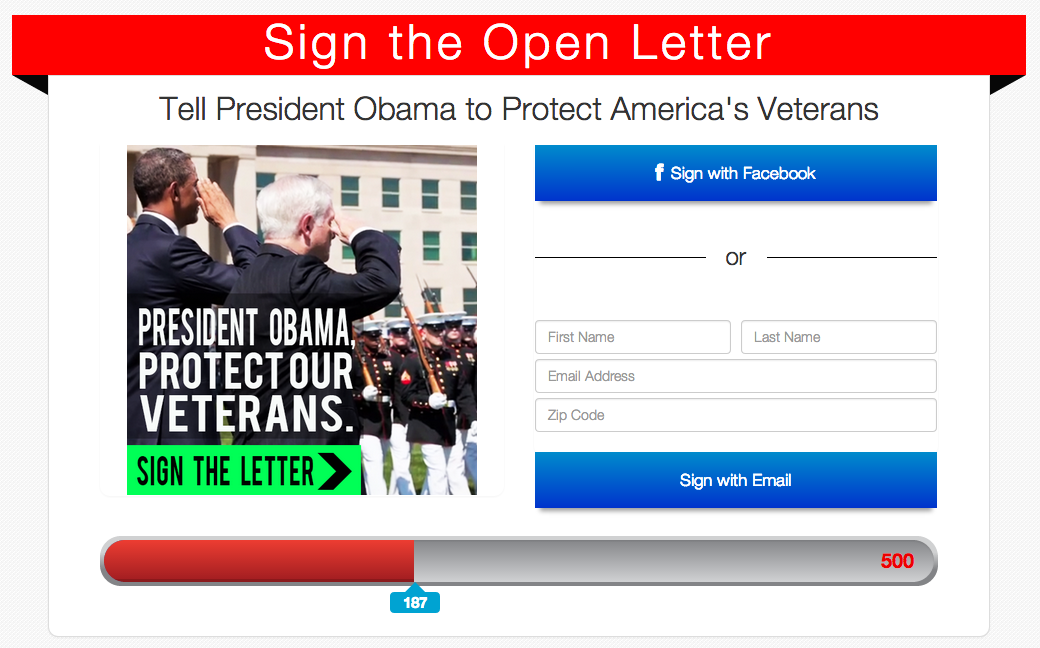 Sign the Open Letter
Tell President Obama to Protect America's Veterans
PRESIDENT OBAMA,
PROTECT OUR
VETERANS.
SIGN THE LETTER
f Sign with Facebook
or
First Name
Last Name
Email Address
Zip Code
Sign with Email
500
187